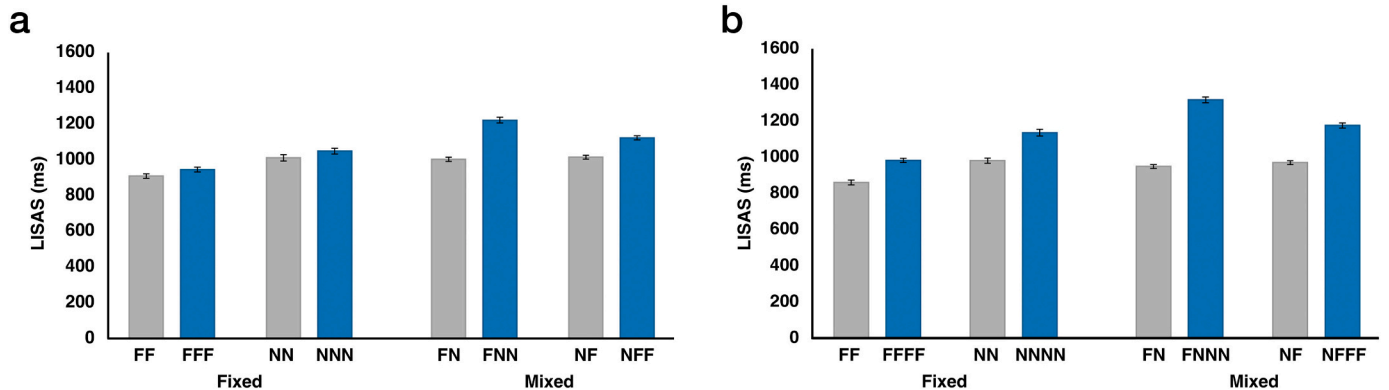 a
1600
1400
1200
1000
800
600
400
200
0
LISAS (ms)
FF FFF NN NNN FN FNN NF NFF
Fixed Mixed
b
1600
1400
1200
1000
800
600
400
200
0
LISAS (ms)
FF FFFF NN NNNN FN FNNN NF NFFF
Fixed Mixed